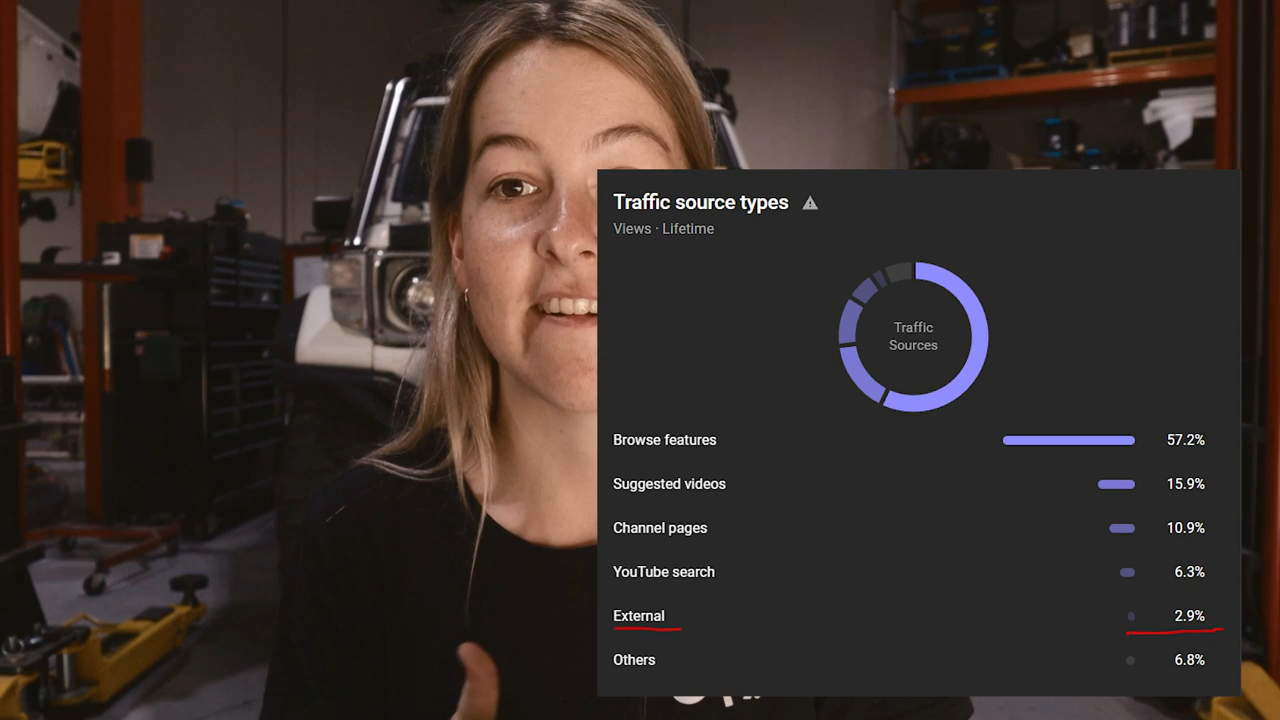 Traffic source types
Views · Lifetime
Traffic
Sources
Browse features 57.2%
Suggested videos 15.9%
Channel pages 10.9%
YouTube search 6.3%
External 2.9%
Others 6.8%